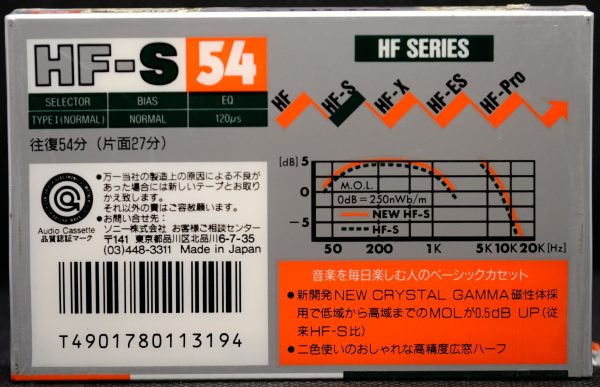 HF-S 54
SELECTOR BIAS EQ
TYPE I (NORMAL) NORMAL 120μs
往復54分（片面27分）
HF SERIES
HF HF-S HF-X HF-ES HF-Pro
Audio Cassette
品質認証マーク
●万一当社の製造上の原因による不良が
あった場合には新しいテープとお取り
かえ致します。
それ以外の責はご容赦願います。
●お問い合せ先:
ソニー株式会社 お客様ご相談センター
〒141 東京都品川区北品川6-7-35
(03)448-3311 Made in Japan
T4901780113194
[dB] 5
0
-5
M.O.L.
0dB=250nWb/m
NEW HF-S
HF-S
50 200 1K 5K 10K 20K [Hz]
音楽を毎日楽しむ人のベーシックカセット
●新開発NEW CRYSTAL GAMMA磁性体採
用で低域から高域までのMOLが0.5dB UP(従
来HF-S比)
●二色使いのおしゃれな高精度広窓ハーフ